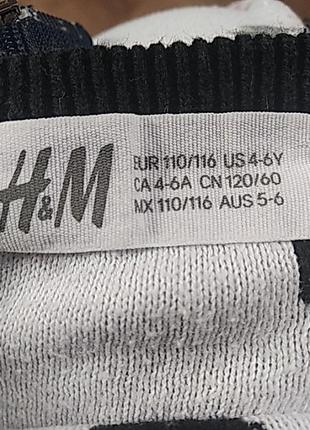 H&M
EUR 110/116 US 4-6Y
CA 4-6A CN 120/60
MX 110/116 AUS 5-6